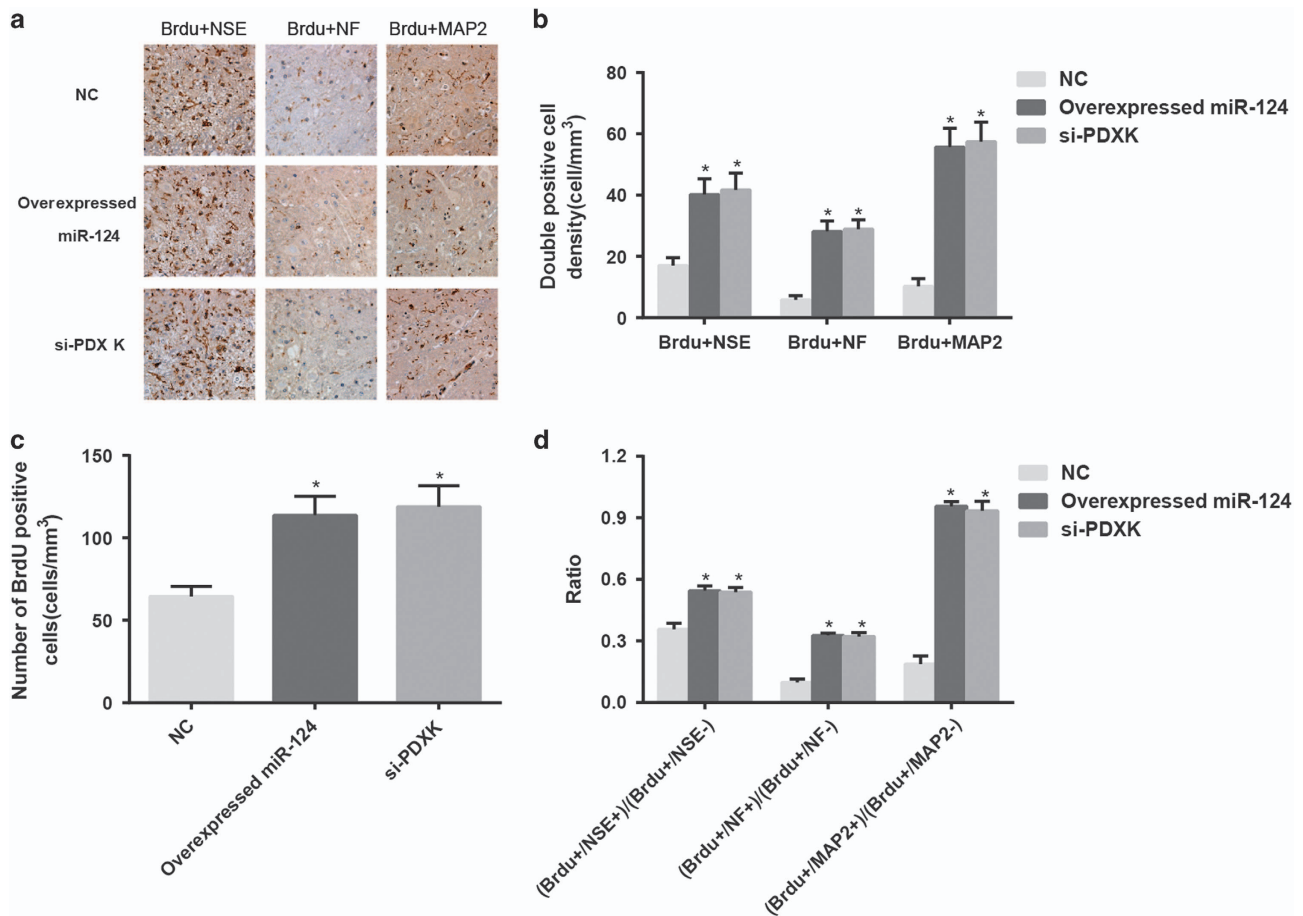 a
Brdu+NSE
Brdu+NF
Brdu+MAP2
NC
Overexpressed
miR-124
si-PDX K
b
Double positive cell
density(cell/mm³)
80
60
40
20
0
* *
* *
* *
Brdu+NSE
Brdu+NF
Brdu+MAP2
NC
Overexpressed miR-124
si-PDXK
c
Number of BrdU positive
cells(cells/mm³)
150
100
50
0
*
*
NC
Overexpressed miR-124
si-PDXK
d
Ratio
1.2
0.9
0.6
0.3
0.0
* *
* *
* *
(Brdu+/NSE+)/(Brdu+/NSE-)
(Brdu+/NF+)/(Brdu+/NF-)
(Brdu+/MAP2+)/(Brdu+/MAP2-)
NC
Overexpressed miR-124
si-PDXK